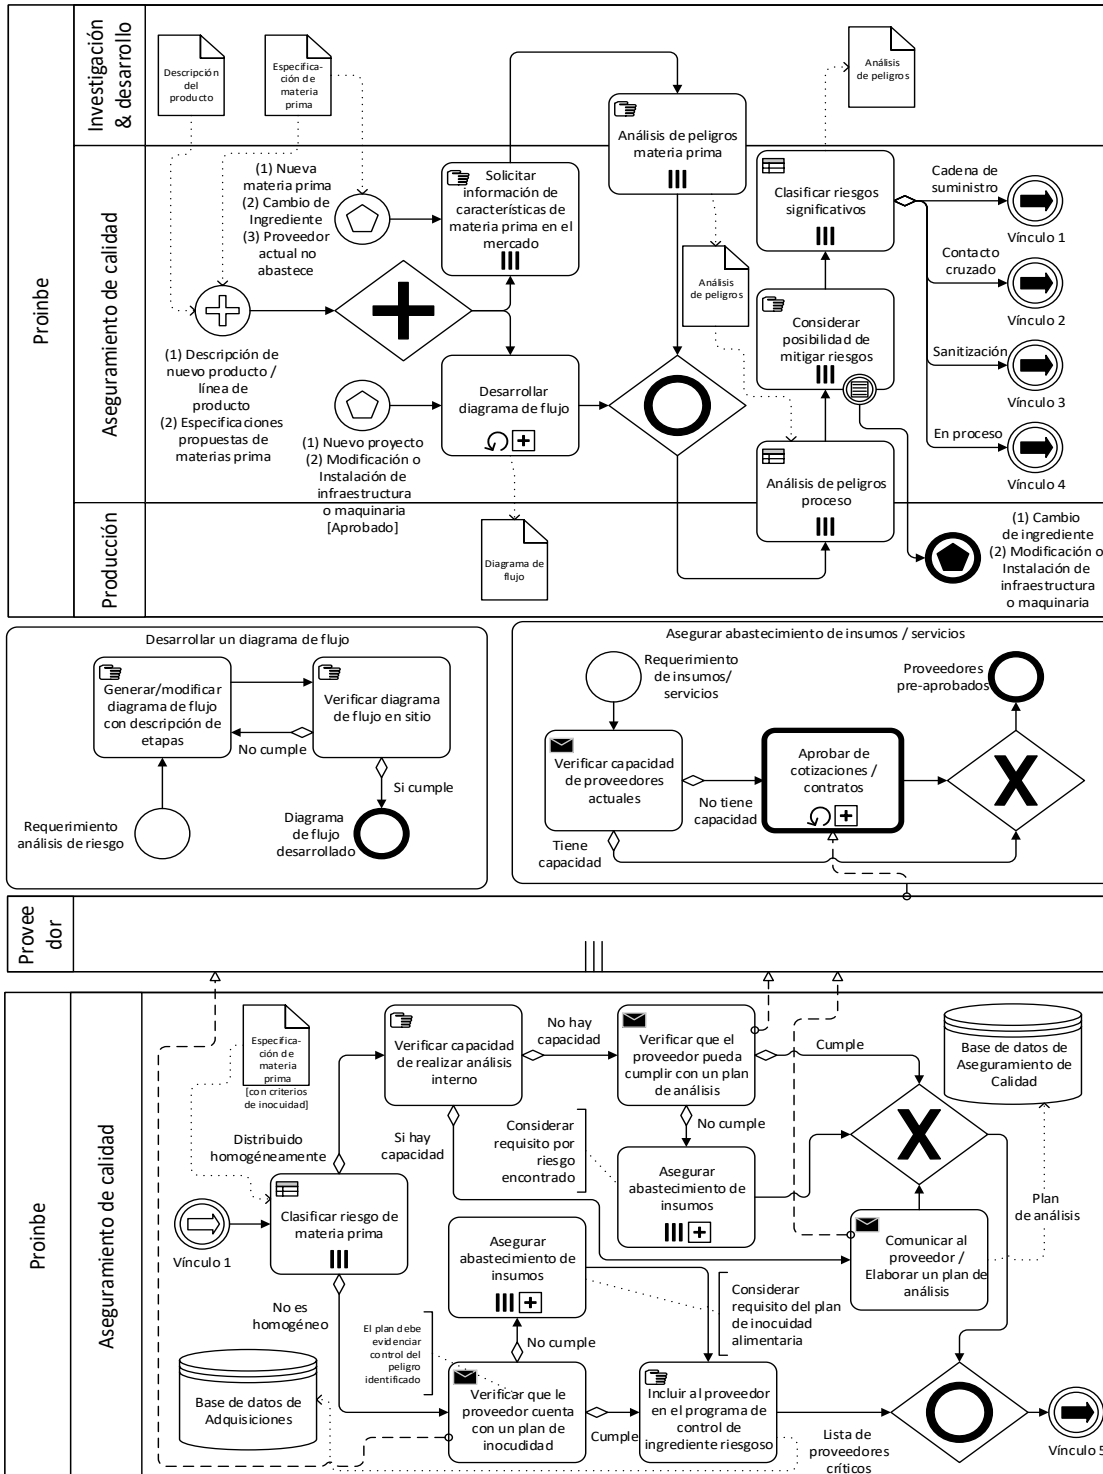 Proinbe
Investigación
& desarrollo
Aseguramiento de calidad
Producción
Descripción
del
producto
Especifica-
ción de
materia
prima
(1) Nueva
materia prima
(2) Cambio de
Ingrediente
(3) Proveedor
actual no
abastece
Solicitar
información de
características de
materia prima en el
mercado
Análisis de peligros
materia prima
Análisis
de peligros
Análisis
de peligros
Clasificar riesgos
significativos
Cadena de
suministro
Vínculo 1
Contacto
cruzado
Vínculo 2
Sanitización
Vínculo 3
En proceso
Vínculo 4
Considerar
posibilidad de
mitigar riesgos
(1) Descripción de
nuevo producto /
línea de
producto
(2) Especificaciones
propuestas de
materias prima
Desarrollar
diagrama de flujo
(1) Nuevo proyecto
(2) Modificación o
Instalación de
infraestructura
o maquinaria
[Aprobado]
Análisis de peligros
proceso
Diagrama de
flujo
(1) Cambio
de ingrediente
(2) Modificación o
Instalación de
infraestructura
o maquinaria
Desarrollar un diagrama de flujo
Generar/modificar
diagrama de flujo
con descripción de
etapas
Verificar diagrama
de flujo en sitio
No cumple
Si cumple
Requerimiento
análisis de riesgo
Diagrama
de flujo
desarrollado
Asegurar abastecimiento de insumos / servicios
Requerimiento
de insumos/
servicios
Proveedores
pre-aprobados
Verificar capacidad
de proveedores
actuales
Aprobar de
cotizaciones /
contratos
No tiene
capacidad
Tiene
capacidad
X
Provee
dor
Proinbe
Aseguramiento de calidad
Especifica-
ción de
materia
prima
[con criterios
de inocuidad]
Verificar capacidad
de realizar análisis
interno
No hay
capacidad
Verificar que el
proveedor pueda
cumplir con un plan
de análisis
Cumple
Base de datos de
Aseguramiento de
Calidad
Distribuido
homogéneamente
Si hay
capacidad
Considerar
requisito por
riesgo
encontrado
No cumple
X
Asegurar
abastecimiento de
insumos
Plan
de análisis
Vínculo 1
Clasificar riesgo de
materia prima
Asegurar
abastecimiento de
insumos
Comunicar al
proveedor /
Elaborar un plan de
análisis
Considerar
requisito del plan
de inocuidad
alimentaria
No es
homogéneo
El plan debe
evidenciar
control del
peligro
identificado
No cumple
Base de datos de
Adquisiciones
Verificar que le
proveedor cuenta
con un plan de
inocudidad
Cumple
Incluir al proveedor
en el programa de
control de
ingrediente riesgoso
Lista de
proveedores
críticos
Vínculo 5